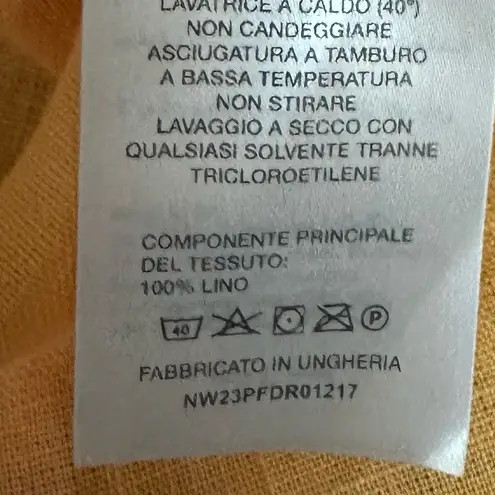 LAVATRICE A CALDO (40°)
NON CANDEGGIARE
ASCIUGATURA A TAMBURO
A BASSA TEMPERATURA
NON STIRARE
LAVAGGIO A SECCO CON
QUALSIASI SOLVENTE TRANNE
TRICLOROETILENE
COMPONENTE PRINCIPALE
DEL TESSUTO:
100% LINO
40 P
FABBRICATO IN UNGHERIA
NW23PFDR01217